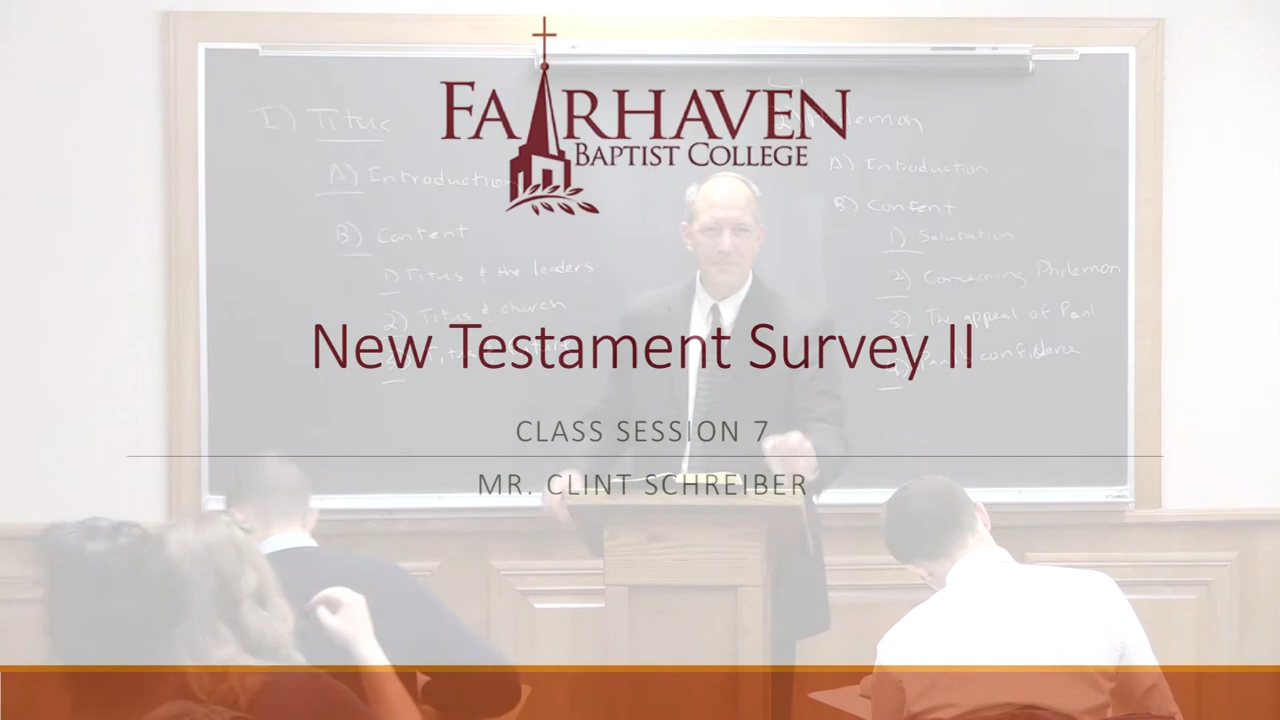 FAIRHAVEN
BAPTIST COLLEGE
New Testament Survey II
CLASS SESSION 7
MR. CLINT SCHREIBER
I) Titus
A) Introduction
B) Content
1) Titus & the leaders
2) Titus & church
Philemon
A) Introduction
B) Content
1) Salutation
2) Concerning Philemon
3) The appeal of Paul
4) Paul's confidence